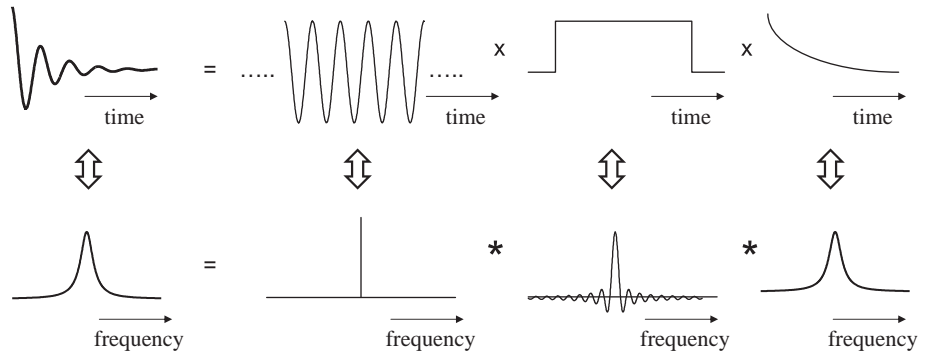 = ..... ..... x x
time time time time
= * *
frequency frequency frequency frequency